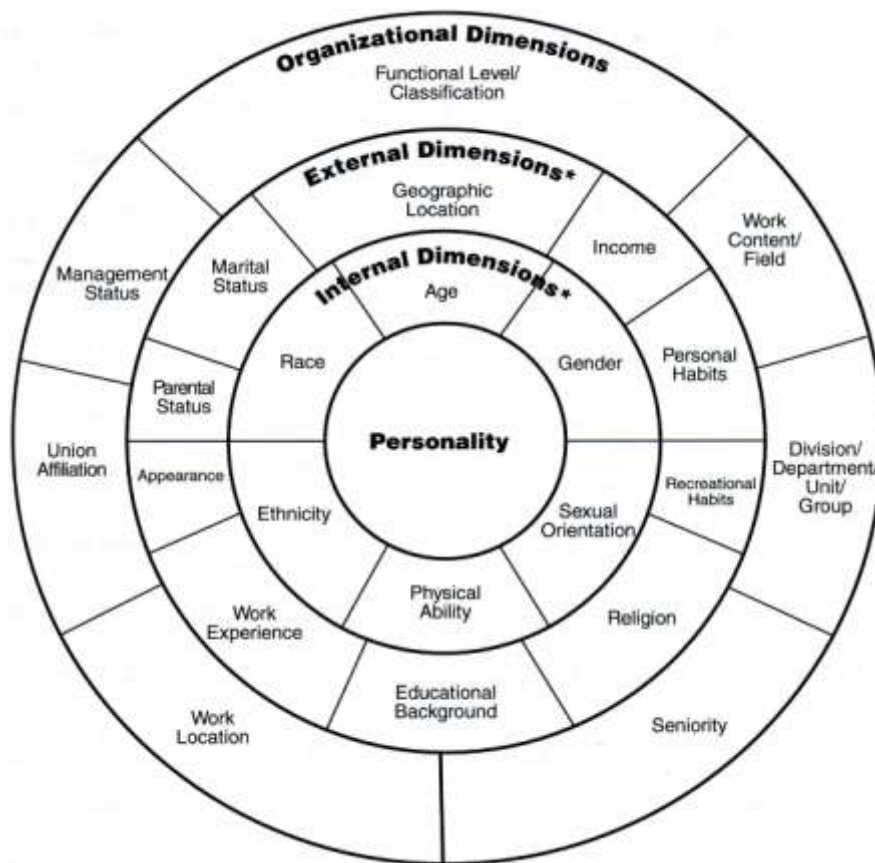 Organizational Dimensions
Functional Level/
Classification
External Dimensions*
Geographic
Location
Income
Work
Content/
Field
Management
Status
Marital
Status
Internal Dimensions*
Age
Race
Gender
Personal
Habits
Parental
Status
Personality
Union
Affiliation
Appearance
Recreational
Habits
Division/
Department/
Unit/
Group
Ethnicity
Sexual
Orientation
Physical
Ability
Work
Experience
Religion
Educational
Background
Work
Location
Seniority